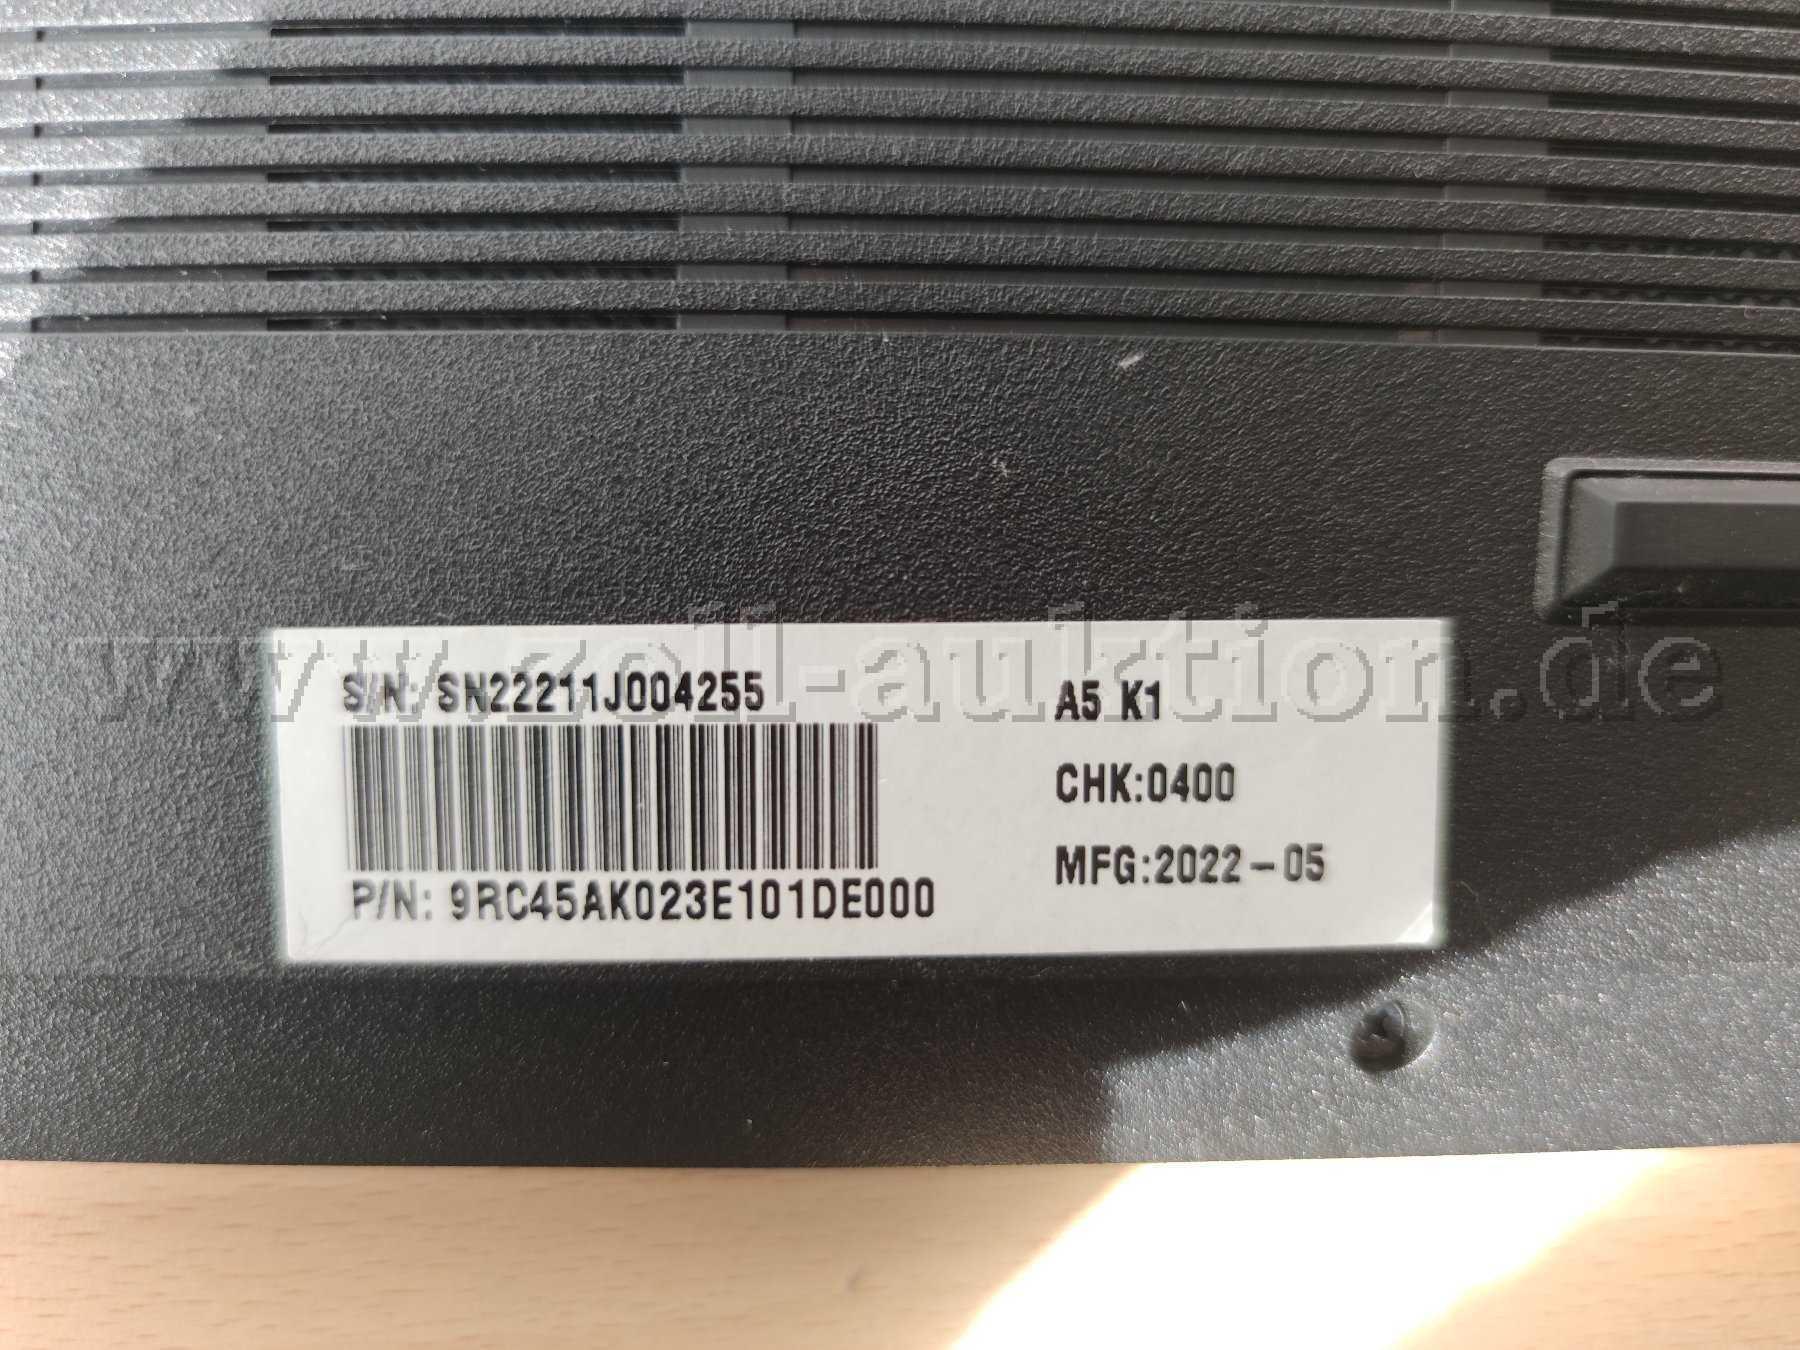 www.zoll-auktion.de
S/N: SN22211J004255
P/N: 9RC45AK023E101DE000
A5 K1
CHK:0400
MFG:2022-05